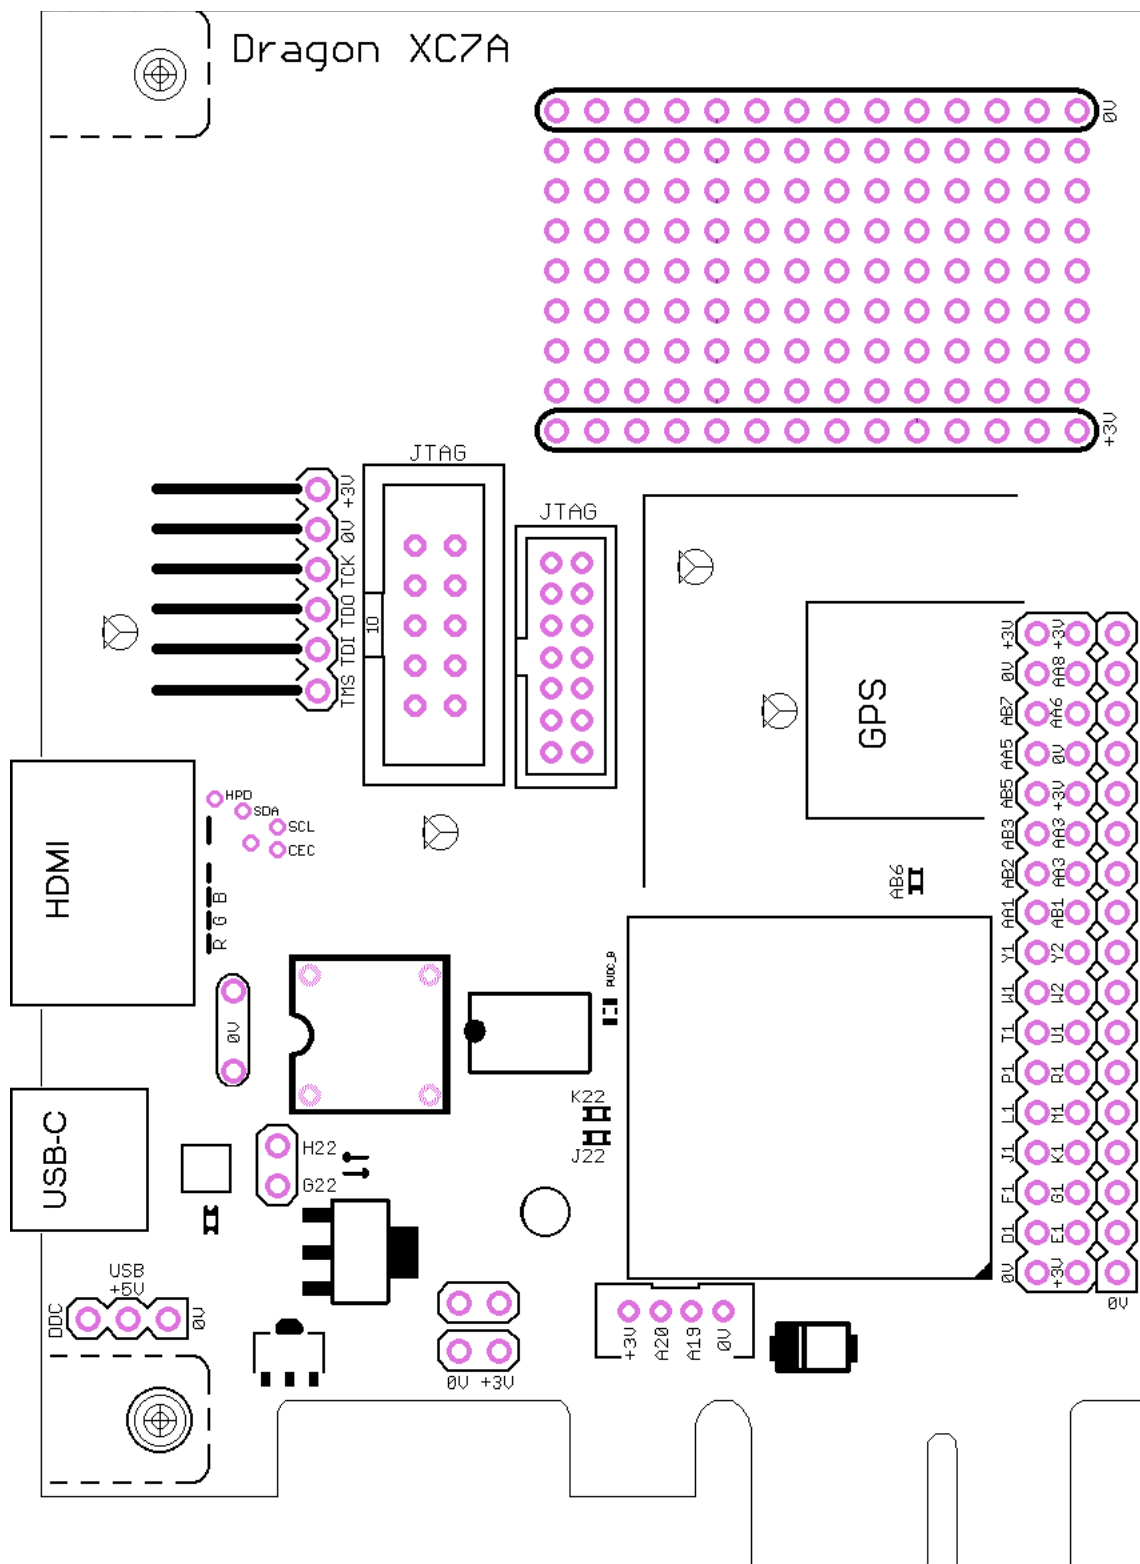 Dragon XC7A
0V
+3V
JTAG
JTAG
+3V
0V
TCK
TDO
TDI
TMS
10
GPS
+3V +3V
0V AA8
AB7 AA6
AA5 0V
AB5 +3V
AB3 AA3
AB2 AA3
AA1 AB1
Y1 Y2
W1 W2
T1 U1
P1 R1
L1 M1
J1 K1
F1 G1
D1 E1
0V +3V
0V
HDMI
HPD
SDA
SCL
CEC
R G B
AB6
PUDC_B
0V
K22
J22
USB-C
H22
G22
USB
+5V
DDC
0V
0V +3V
+3V
A20
A19
0V